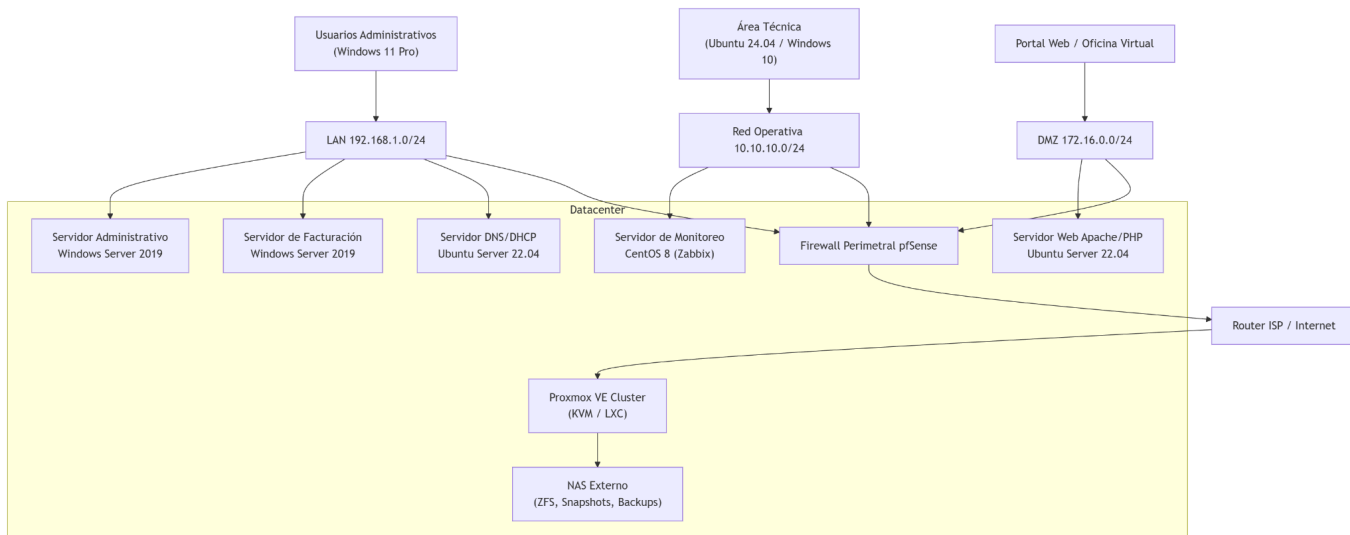 Usuarios Administrativos
(Windows 11 Pro)
Área Técnica
(Ubuntu 24.04 / Windows
10)
Portal Web / Oficina Virtual
LAN 192.168.1.0/24
Red Operativa
10.10.10.0/24
DMZ 172.16.0.0/24
Datacenter
Servidor Administrativo
Windows Server 2019
Servidor de Facturación
Windows Server 2019
Servidor DNS/DHCP
Ubuntu Server 22.04
Servidor de Monitoreo
CentOS 8 (Zabbix)
Firewall Perimetral pfSense
Servidor Web Apache/PHP
Ubuntu Server 22.04
Router ISP / Internet
Proxmox VE Cluster
(KVM / LXC)
NAS Externo
(ZFS, Snapshots, Backups)